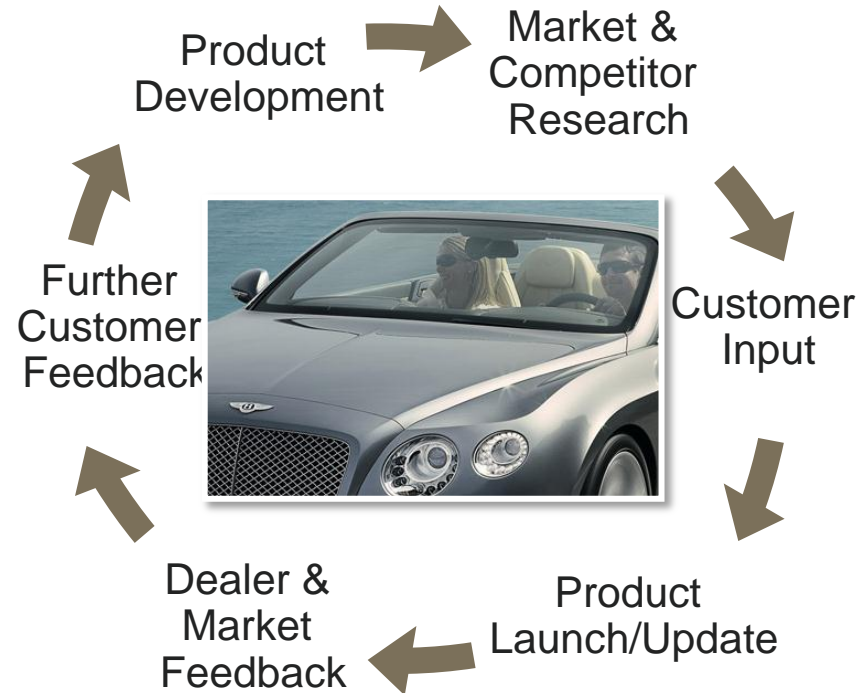 Product
Development
Market &
Competitor
Research
Customer
Input
Product
Launch/Update
Dealer &
Market
Feedback
Further
Customer
Feedback